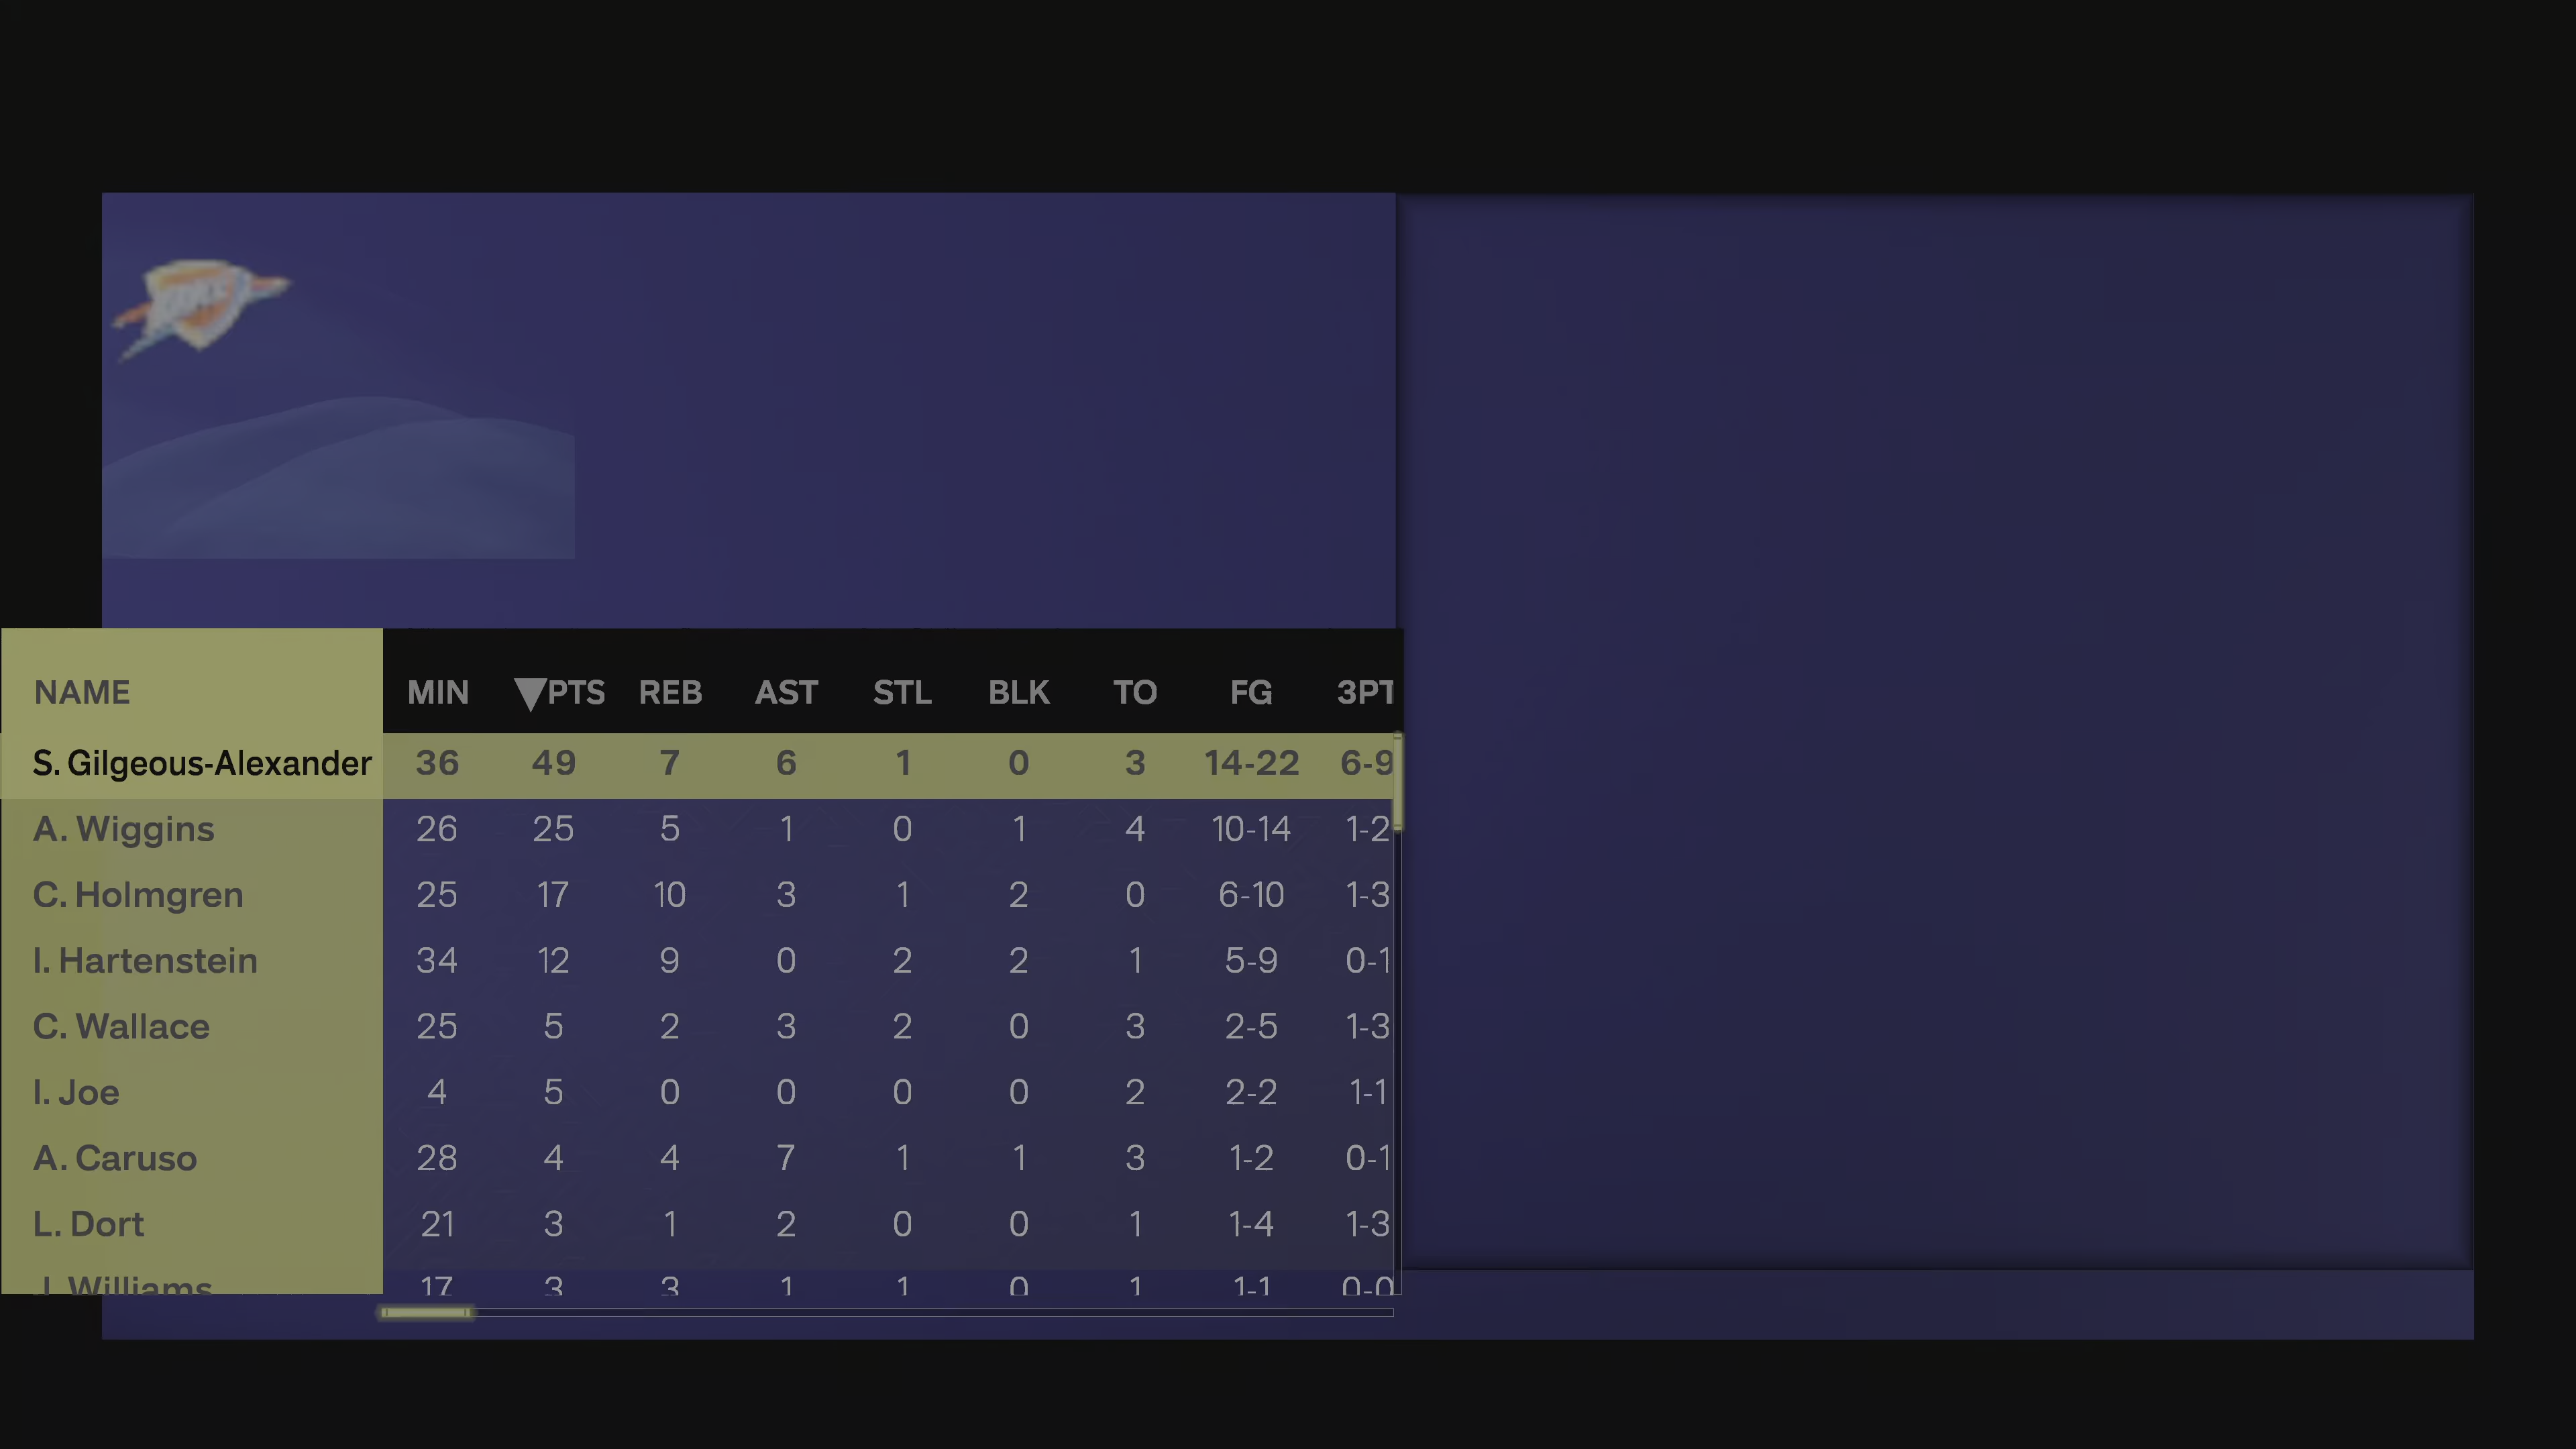 NAME MIN ▼PTS REB AST STL BLK TO FG 3PT
S. Gilgeous-Alexander 36 49 7 6 1 0 3 14-22 6-9
A. Wiggins 26 25 5 1 0 1 4 10-14 1-2
C. Holmgren 25 17 10 3 1 2 0 6-10 1-3
I. Hartenstein 34 12 9 0 2 2 1 5-9 0-1
C. Wallace 25 5 2 3 2 0 3 2-5 1-3
I. Joe 4 5 0 0 0 0 2 2-2 1-1
A. Caruso 28 4 4 7 1 1 3 1-2 0-1
L. Dort 21 3 1 2 0 0 1 1-4 1-3
J. Williams 17 3 3 1 1 0 1 1-1 0-0